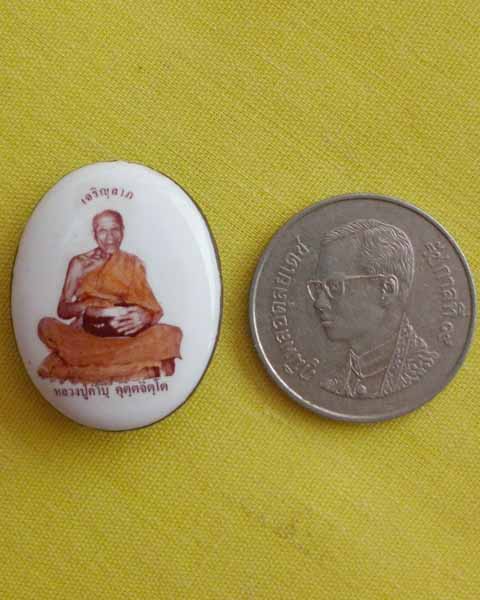 เจริญลาภ
หลวงปู่คำบุ คุตฺตจิตฺโต
ภูมิพลอดุลยเดช
รัชกาลที่ ๙